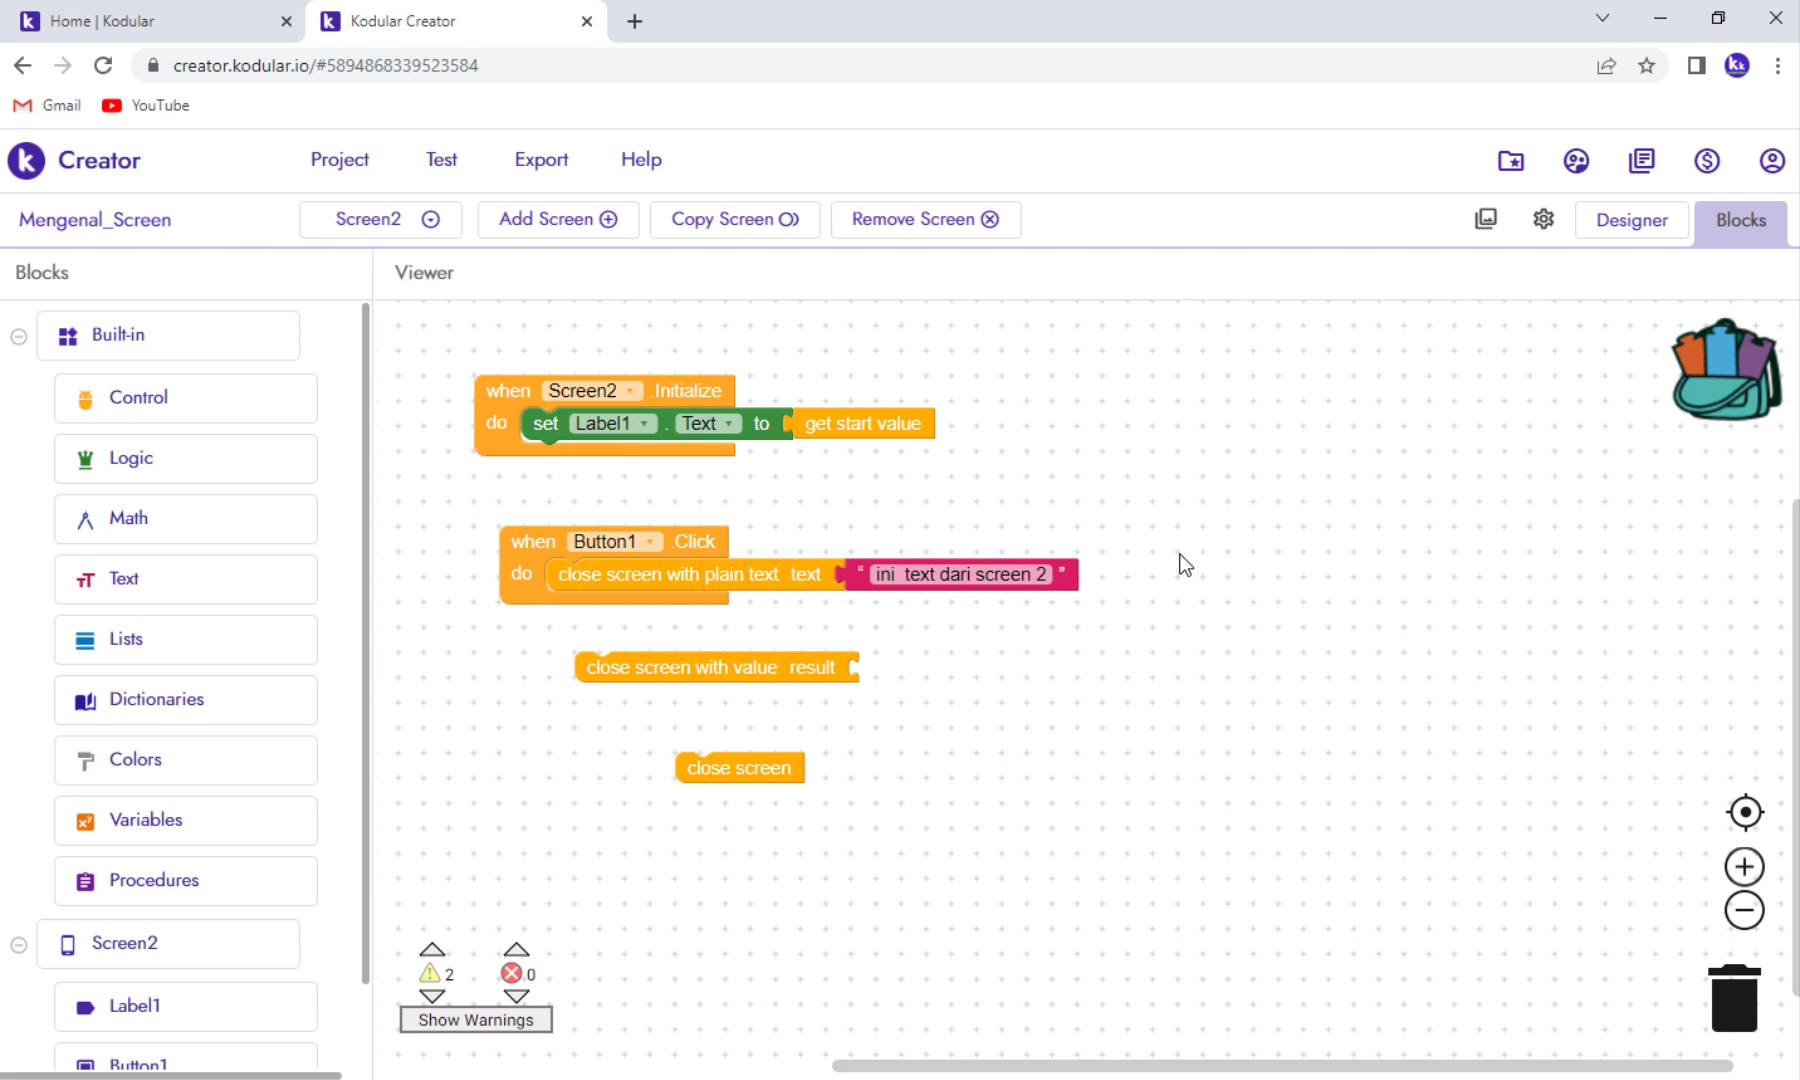 Home | Kodular
Kodular Creator
creator.kodular.io/#5894868339523584
Gmail
YouTube
Creator
Project
Test
Export
Help
Mengenal_Screen
Screen2
Add Screen
Copy Screen
Remove Screen
Designer
Blocks
Blocks
Viewer
Built-in
Control
Logic
Math
Text
Lists
Dictionaries
Colors
Variables
Procedures
Screen2
Label1
Button1
when Screen2 .Initialize
do set Label1 . Text to get start value
when Button1 .Click
do close screen with plain text text " ini text dari screen 2 "
close screen with value result
close screen
2
0
Show Warnings